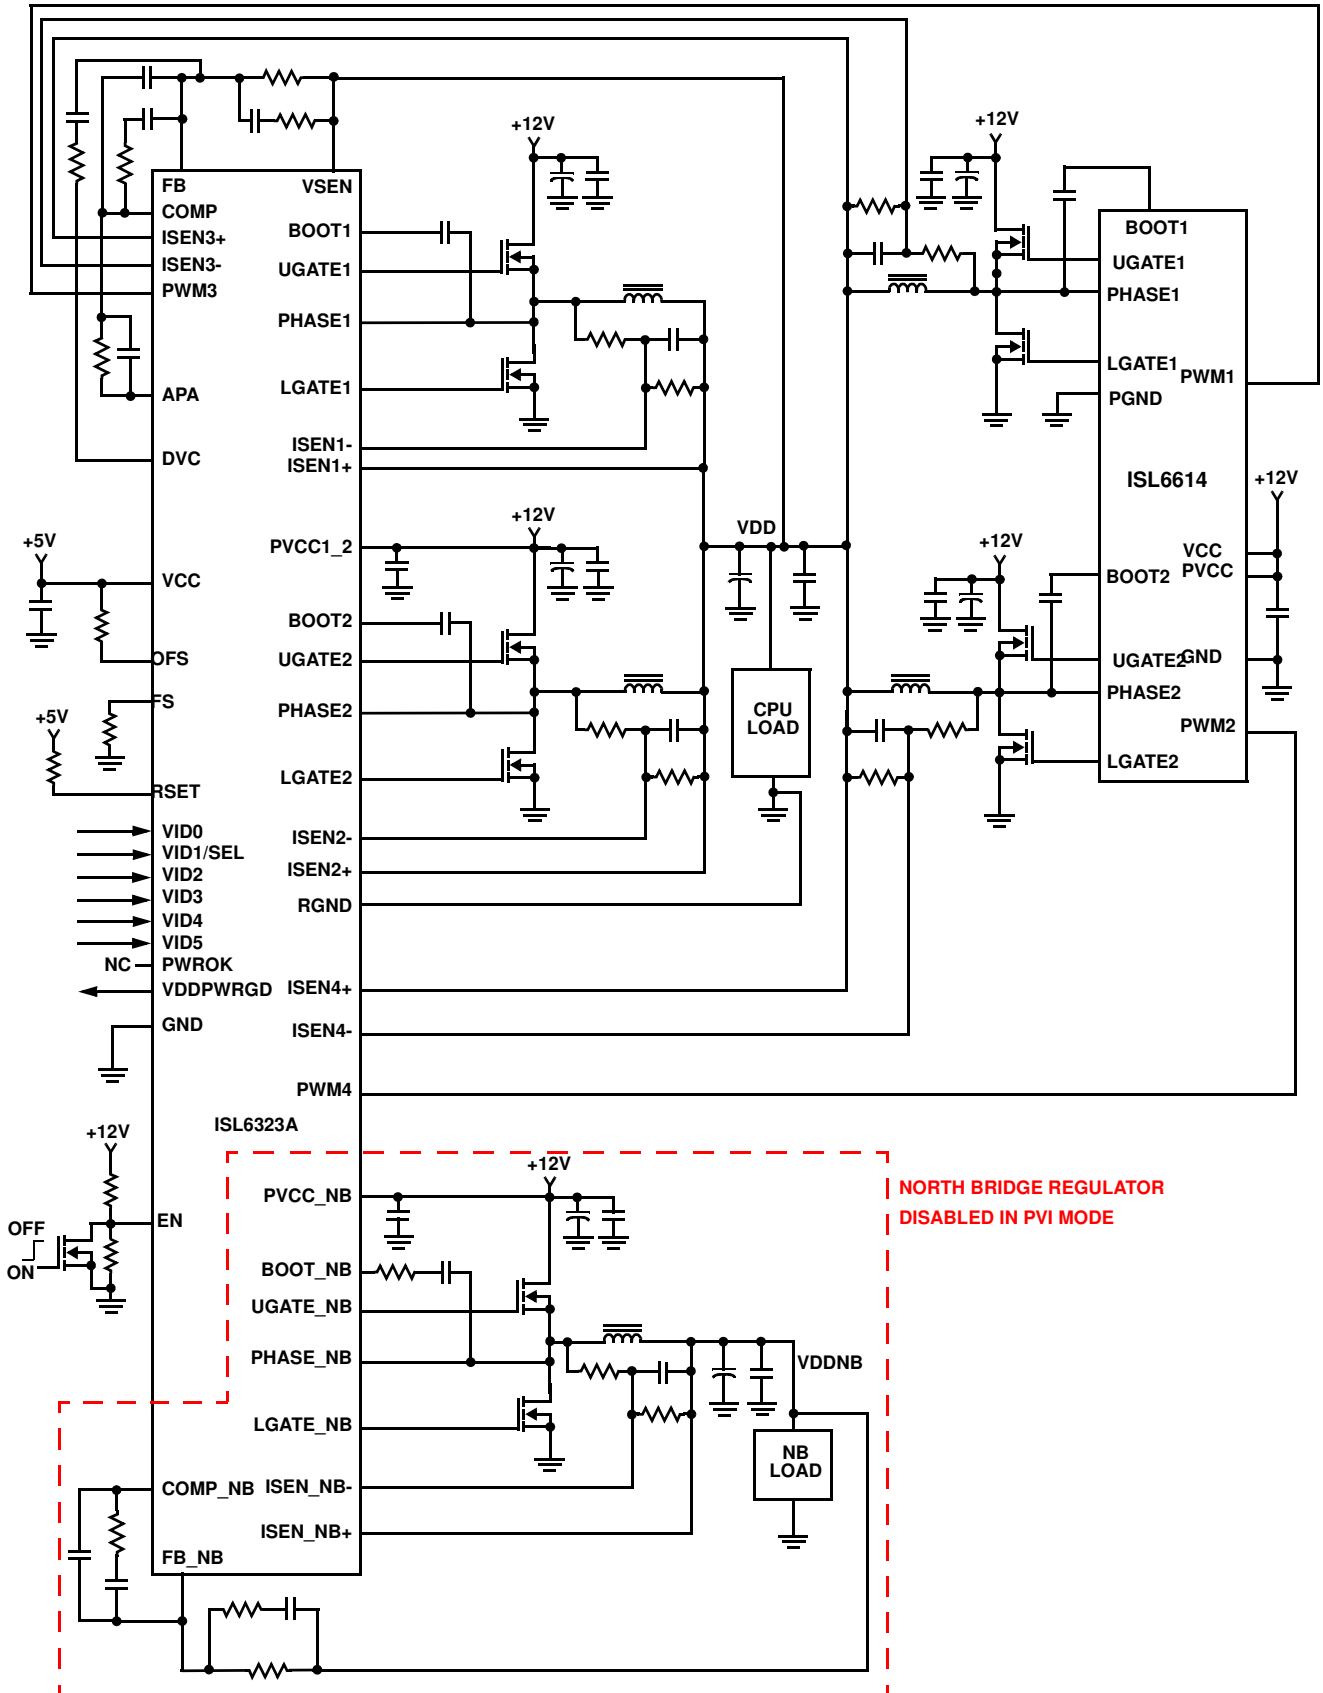 +12V
+12V
FB
VSEN
COMP
ISEN3+
ISEN3-
PWM3
APA
DVC
BOOT1
UGATE1
PHASE1
LGATE1
ISEN1-
ISEN1+
BOOT1
UGATE1
PHASE1
LGATE1
PWM1
PGND
ISL6614
+12V
+5V
VCC
OFS
FS
+5V
RSET
+12V
PVCC1_2
BOOT2
UGATE2
PHASE2
LGATE2
ISEN2-
ISEN2+
RGND
VDD
CPU
LOAD
+12V
VCC
PVCC
BOOT2
UGATE2
GND
PHASE2
PWM2
LGATE2
VID0
VID1/SEL
VID2
VID3
VID4
VID5
NC
PWROK
VDDPWRGD
GND
ISEN4+
ISEN4-
PWM4
ISL6323A
+12V
EN
OFF
ON
+12V
PVCC_NB
BOOT_NB
UGATE_NB
PHASE_NB
LGATE_NB
ISEN_NB-
ISEN_NB+
COMP_NB
FB_NB
VDDNB
NB
LOAD
NORTH BRIDGE REGULATOR
DISABLED IN PVI MODE